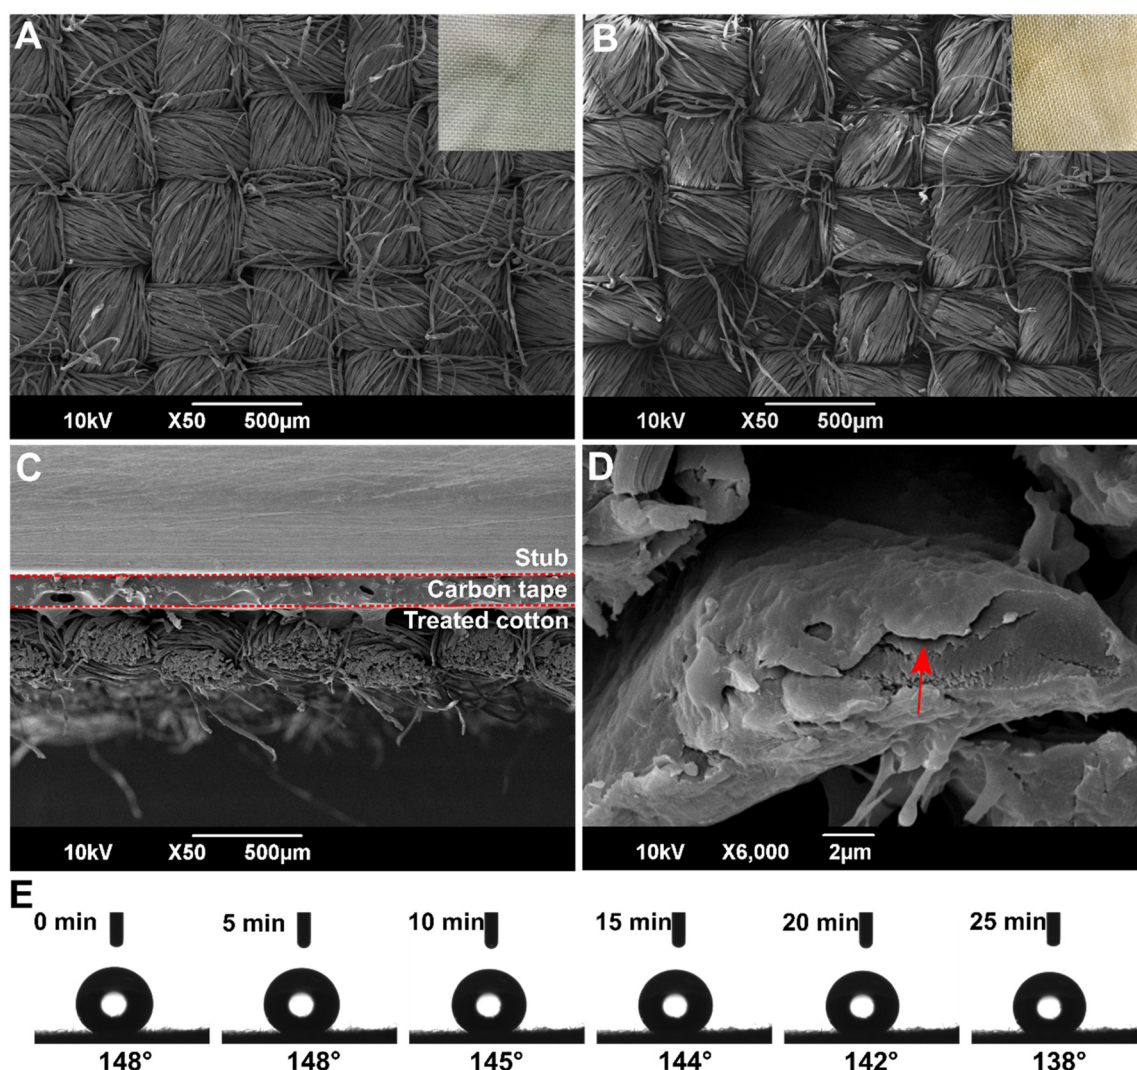 A
B
10kV X50 500μm
10kV X50 500μm
C
D
Stub
Carbon tape
Treated cotton
10kV X50 500μm
10kV X6,000 2μm
E
0 min 5 min 10 min 15 min 20 min 25 min
148° 148° 145° 144° 142° 138°